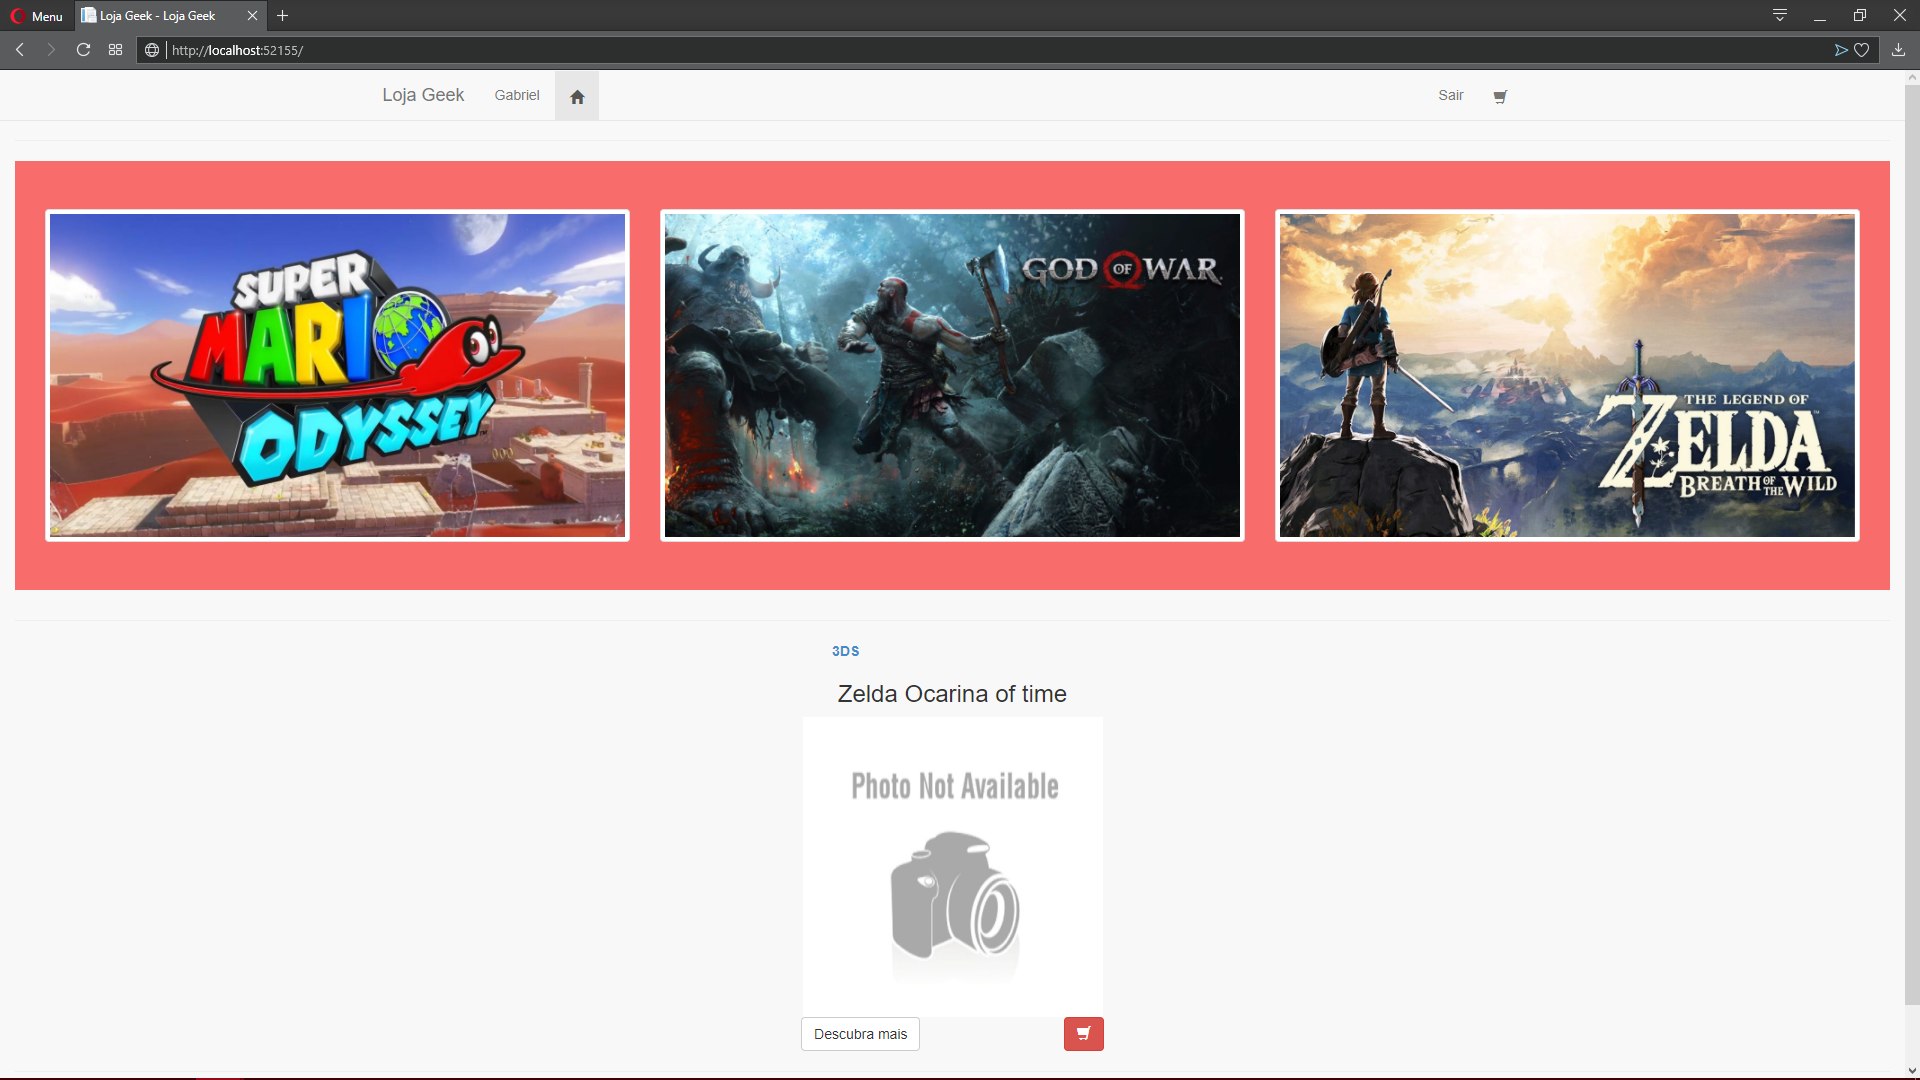 Menu
Loja Geek - Loja Geek
http://localhost:52155/
Loja Geek
Gabriel
Sair
SUPER
MARIO
ODYSSEY
GOD OF WAR
THE LEGEND OF
ZELDA
BREATH OF THE WILD
3DS
Zelda Ocarina of time
Photo Not Available
Descubra mais